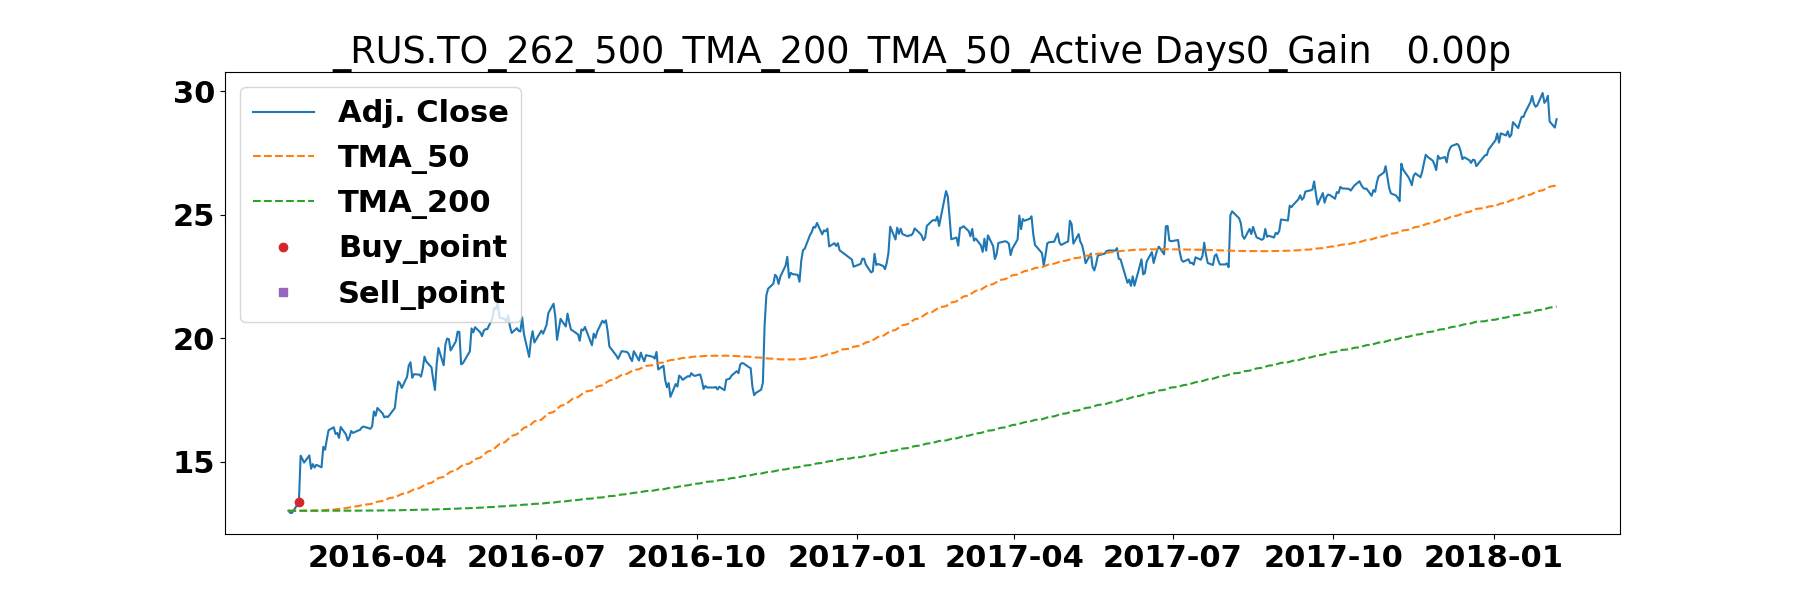 _RUS.TO_262_500_TMA_200_TMA_50_Active Days0_Gain   0.00p
30
25
20
15
Adj. Close
TMA_50
TMA_200
Buy_point
Sell_point
2016-04 2016-07 2016-10 2017-01 2017-04 2017-07 2017-10 2018-01